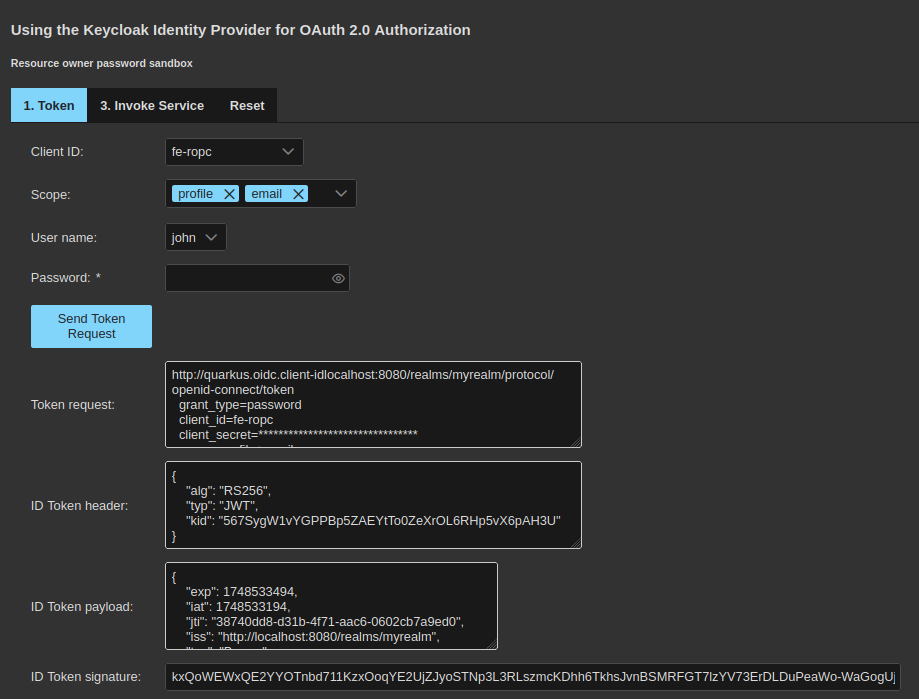 Using the Keycloak Identity Provider for OAuth 2.0 Authorization
Resource owner password sandbox
1. Token 3. Invoke Service Reset
Client ID: fe-ropc
Scope: profile email
User name: john
Password: *
Send Token
Request
Token request:
http://quarkus.oidc.client-idlocalhost:8080/realms/myrealm/protocol/
openid-connect/token
grant_type=password
client_id=fe-ropc
client_secret=********************************
ID Token header:
{
"alg": "RS256",
"typ": "JWT",
"kid": "567SygW1vYGPPBp5ZAEYtTo0ZeXrOL6RHp5vX6pAH3U"
}
ID Token payload:
{
"exp": 1748533494,
"iat": 1748533194,
"jti": "38740dd8-d31b-4f71-aac6-0602cb7a9ed0",
"iss": "http://localhost:8080/realms/myrealm",
ID Token signature: kxQoWEWxQE2YYOTnbd711KzxOoqYE2UjZJyoSTNp3L3RLszmcKDhh6TkhsJvnBSMRFGT7lzYV73ErDLDuPeaWo-WaGogUj